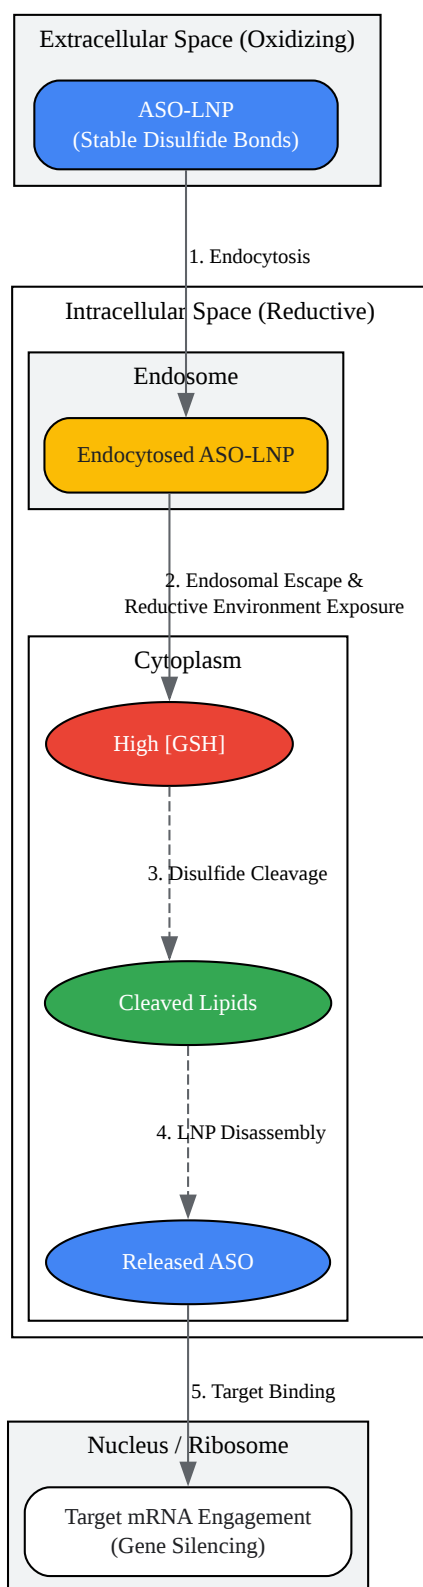 Extracellular Space (Oxidizing)
ASO-LNP
(Stable Disulfide Bonds)
1. Endocytosis
Intracellular Space (Reductive)
Endosome
Endocytosed ASO-LNP
2. Endosomal Escape &
Reductive Environment Exposure
Cytoplasm
High [GSH]
3. Disulfide Cleavage
Cleaved Lipids
4. LNP Disassembly
Released ASO
5. Target Binding
Nucleus / Ribosome
Target mRNA Engagement
(Gene Silencing)